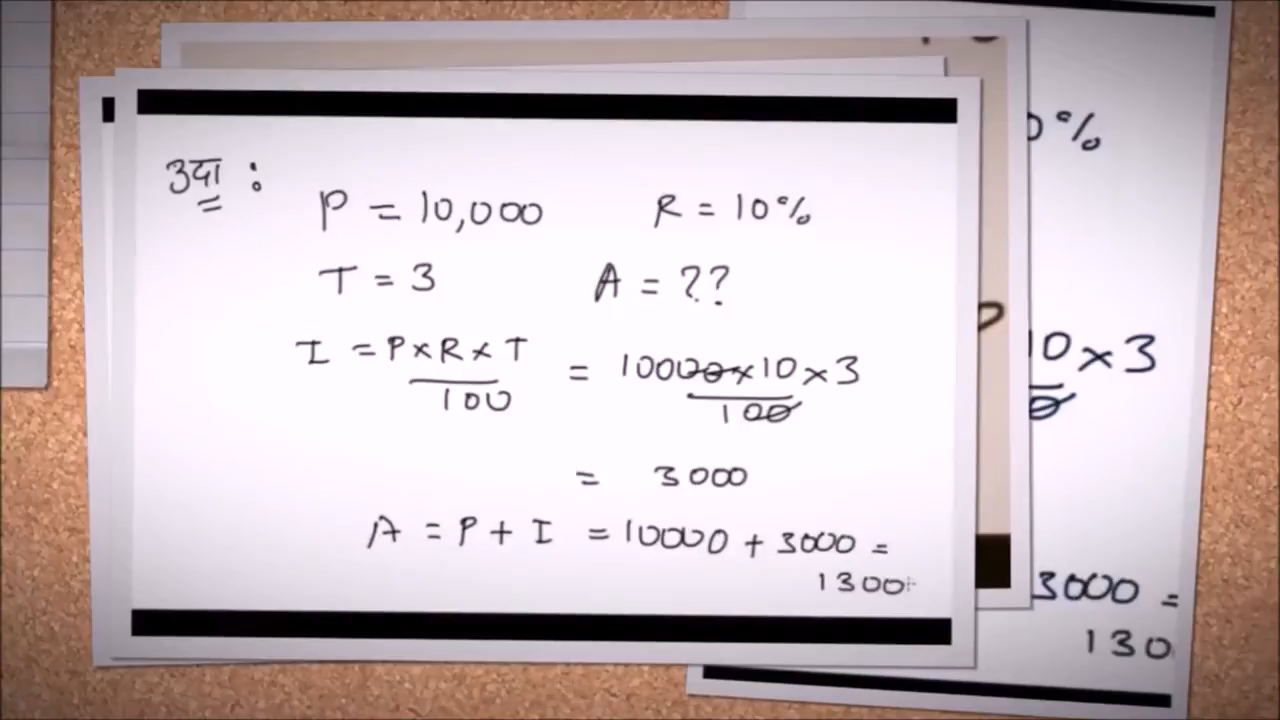 उदा :
P = 10,000 R = 10%
T = 3 A = ??
I = P×R×T = 10000×10×3
100 100
= 3000
A = P + I = 10000 + 3000 =
1300
0%
10×3
3000 =
130